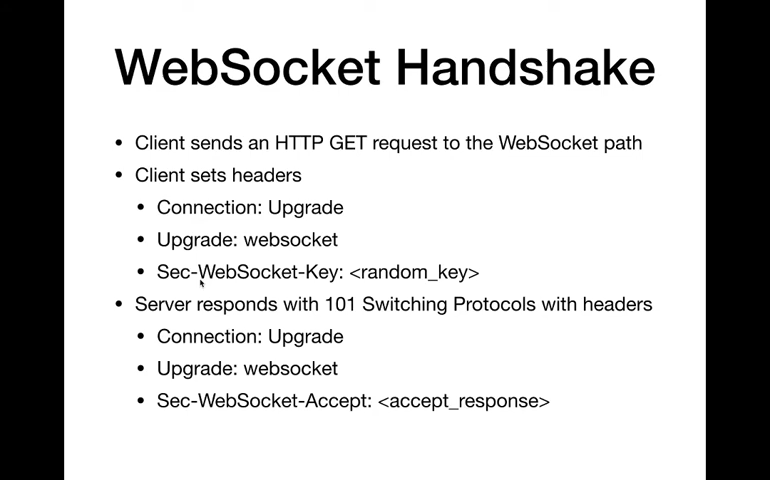 WebSocket Handshake
• Client sends an HTTP GET request to the WebSocket path
• Client sets headers
• Connection: Upgrade
• Upgrade: websocket
• Sec-WebSocket-Key: <random_key>
• Server responds with 101 Switching Protocols with headers
• Connection: Upgrade
• Upgrade: websocket
• Sec-WebSocket-Accept: <accept_response>